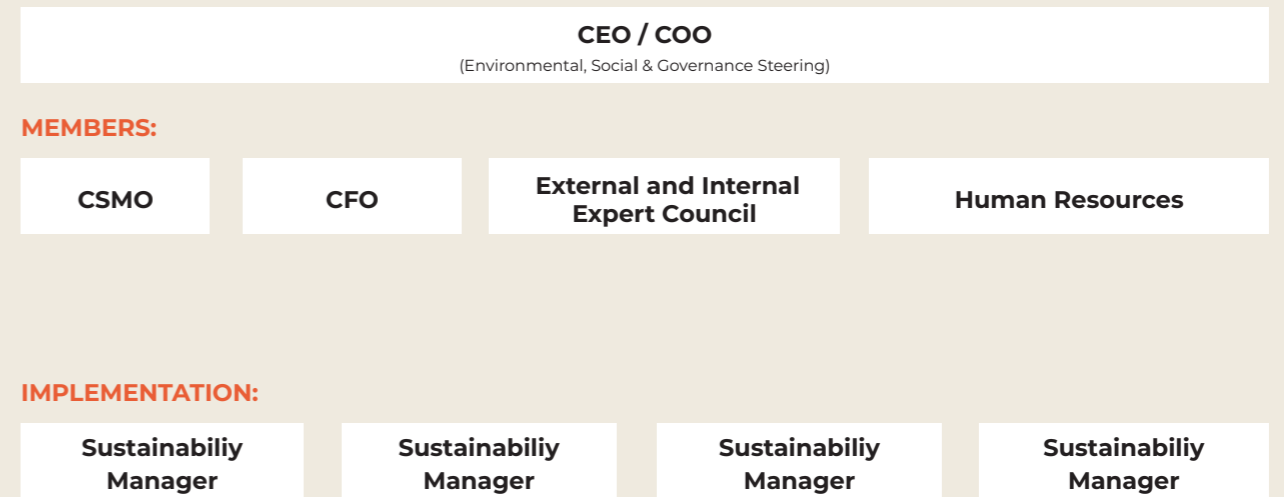 CEO / COO
(Environmental, Social & Governance Steering)
MEMBERS:
CSMO
CFO
External and Internal
Expert Council
Human Resources
IMPLEMENTATION:
Sustainabiliy
Manager
Sustainabiliy
Manager
Sustainabiliy
Manager
Sustainabiliy
Manager